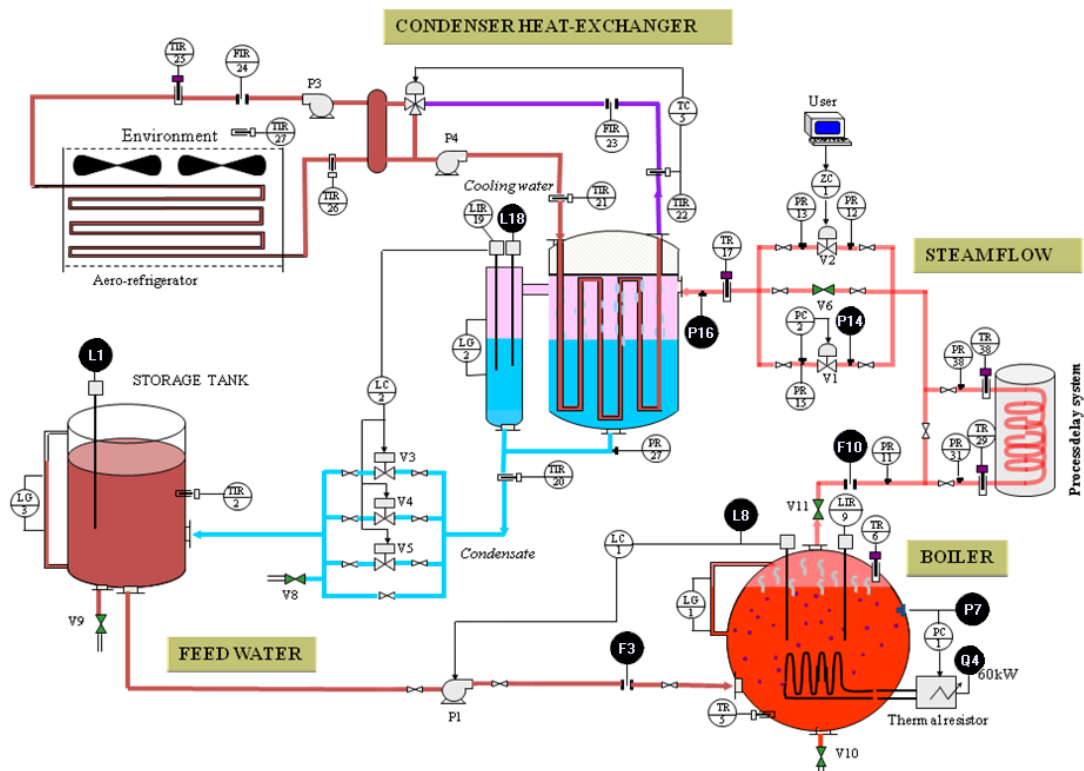 CONDENSER HEAT-EXCHANGER
TIR
25
FIR
24
P3
TC
5
User
FIR
23
Environment
TIR
27
P4
ZC
1
Cooling water
TIR
26
TIR
21
TIR
22
LIR
19
L18
PR
13
PR
12
TR
17
V2
STEAMFLOW
Aero-refrigerator
V6
P16
PC
2
P14
LG
2
L1
PR
38
TR
38
V1
STORAGE TANK
LC
2
PR
15
Process delay system
F10
PR
11
PR
31
TR
29
PR
27
V3
TIR
20
LG
3
TIR
2
V4
V11
LIR
9
L8
TR
6
V5
Condensate
LC
1
BOILER
V8
LG
1
P7
V9
PC
1
FEED WATER
F3
Q4
60kW
P1
TR
5
Thermal resistor
V10